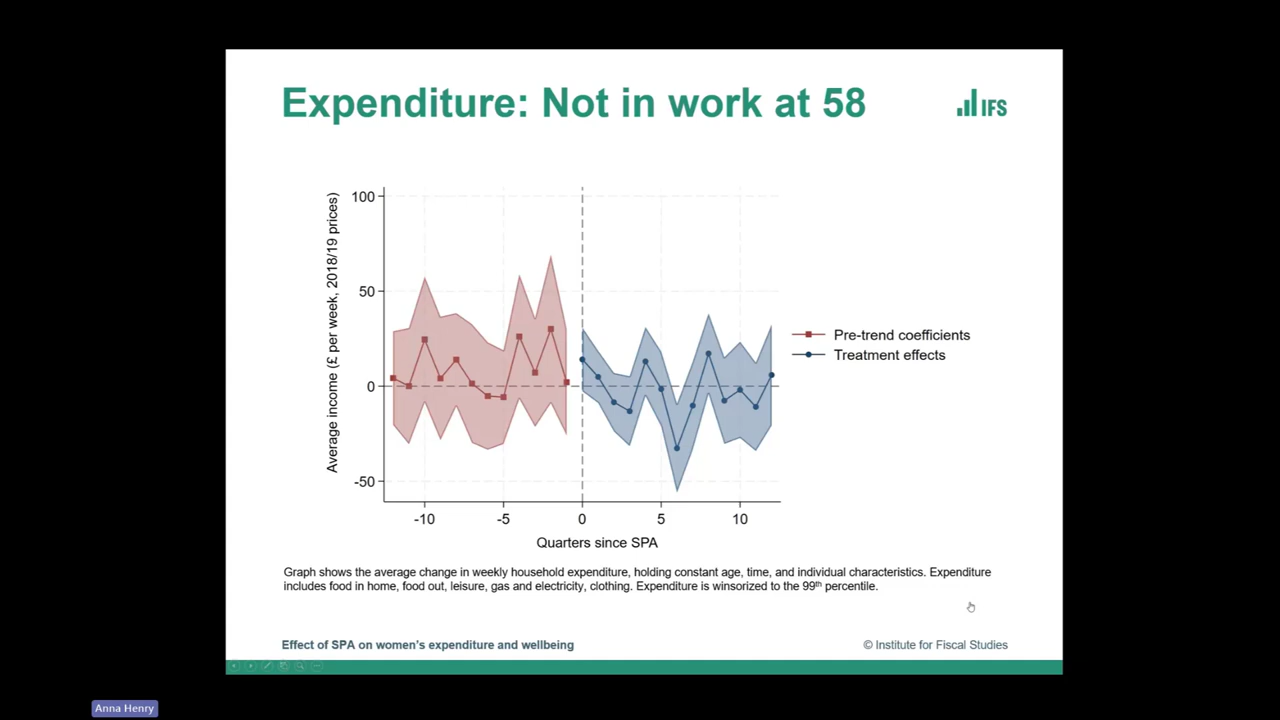 Expenditure: Not in work at 58
IFS
Average income (£ per week, 2018/19 prices)
100
50
0
-50
-10
-5
0
5
10
Quarters since SPA
Pre-trend coefficients
Treatment effects
Graph shows the average change in weekly household expenditure, holding constant age, time, and individual characteristics. Expenditure
includes food in home, food out, leisure, gas and electricity, clothing. Expenditure is winsorized to the 99th percentile.
Effect of SPA on women's expenditure and wellbeing
© Institute for Fiscal Studies
Anna Henry